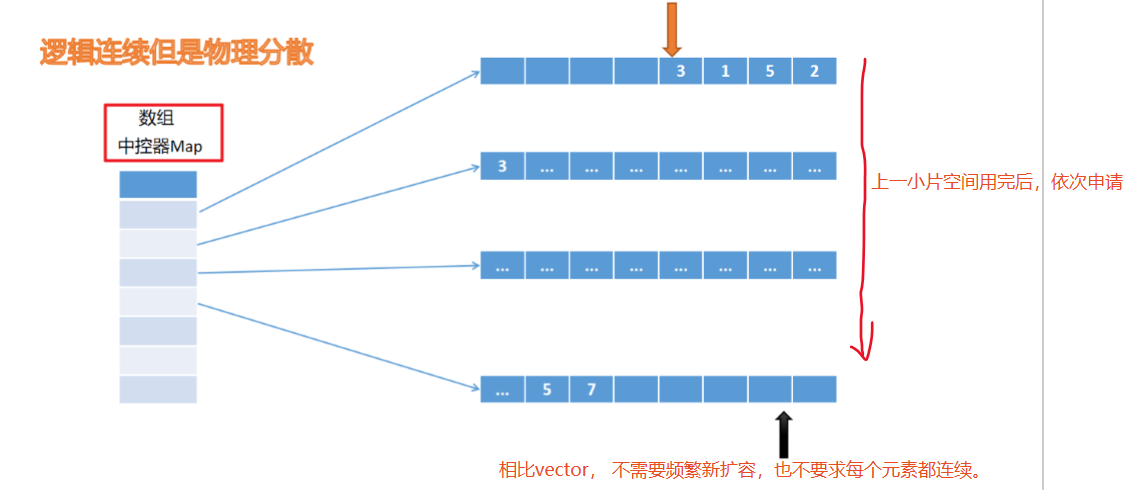 逻辑连续但是物理分散
数组
中控器Map
3 1 5 2
3 ... ... ... ... ... ... ...
上一小片空间用完后，依次申请
... ... ... ... ... ... ... ...
... 5 7
相比vector， 不需要频繁新扩容，也不要求每个元素都连续。